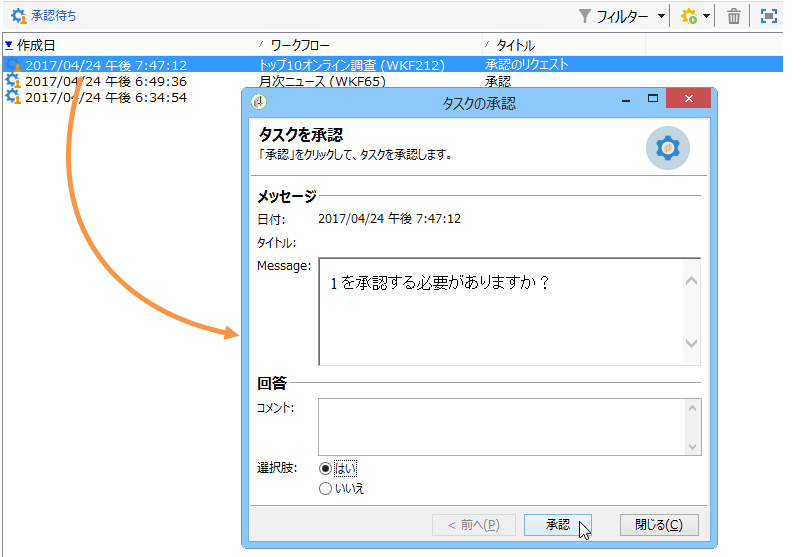 承認待ち
フィルター
作成日 ワークフロー タイトル
2017/04/24 午後 7:47:12 トップ10オンライン調査 (WKF212) 承認のリクエスト
2017/04/24 午後 6:49:36 月次ニュース (WKF65) 承認
2017/04/24 午後 6:34:54
タスクの承認
タスクを承認
「承認」をクリックして、タスクを承認します。
メッセージ
日付: 2017/04/24 午後 7:47:12
タイトル:
Message:
1 を承認する必要がありますか？
回答
コメント:
選択肢: はい
いいえ
< 前へ(P) 承認 閉じる(C)